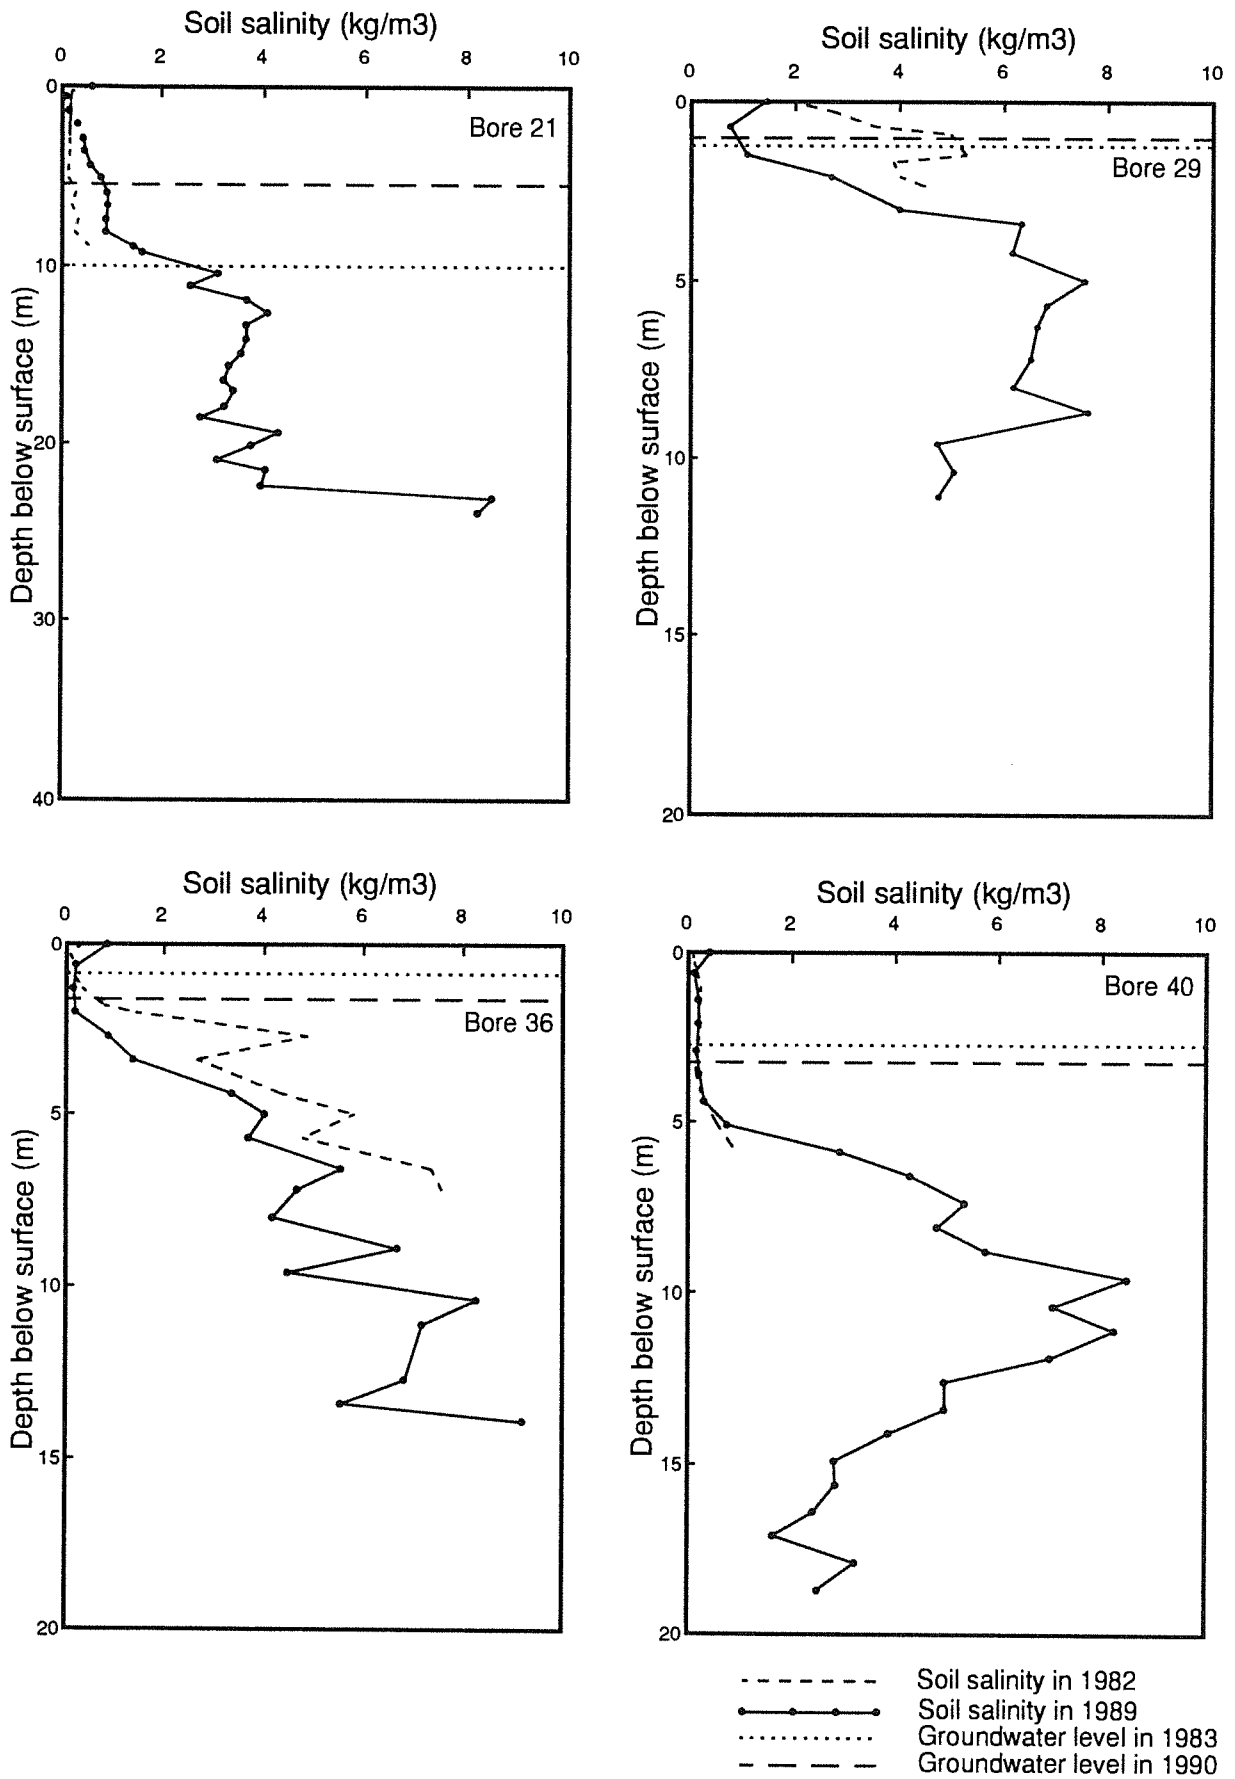 Soil salinity (kg/m3)
0 2 4 6 8 10
0
10
20
30
40
Depth below surface (m)
Bore 21
Soil salinity (kg/m3)
0 2 4 6 8 10
0
5
10
15
20
Depth below surface (m)
Bore 29
Soil salinity (kg/m3)
0 2 4 6 8 10
0
5
10
15
20
Depth below surface (m)
Bore 36
Soil salinity (kg/m3)
0 2 4 6 8 10
0
5
10
15
20
Depth below surface (m)
Bore 40
Soil salinity in 1982
Soil salinity in 1989
Groundwater level in 1983
Groundwater level in 1990